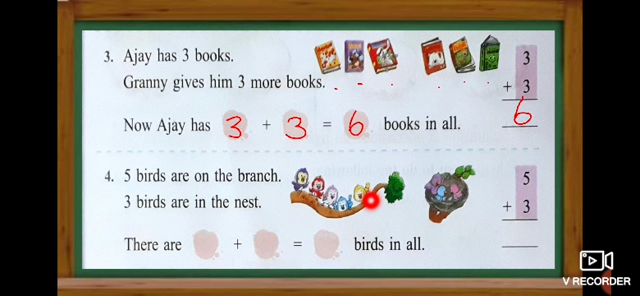 3. Ajay has 3 books.
Granny gives him 3 more books.
Now Ajay has 3 + 3 = 6 books in all.
3
+ 3
6
4. 5 birds are on the branch.
3 birds are in the nest.
There are + = birds in all.
5
+ 3
V RECORDER